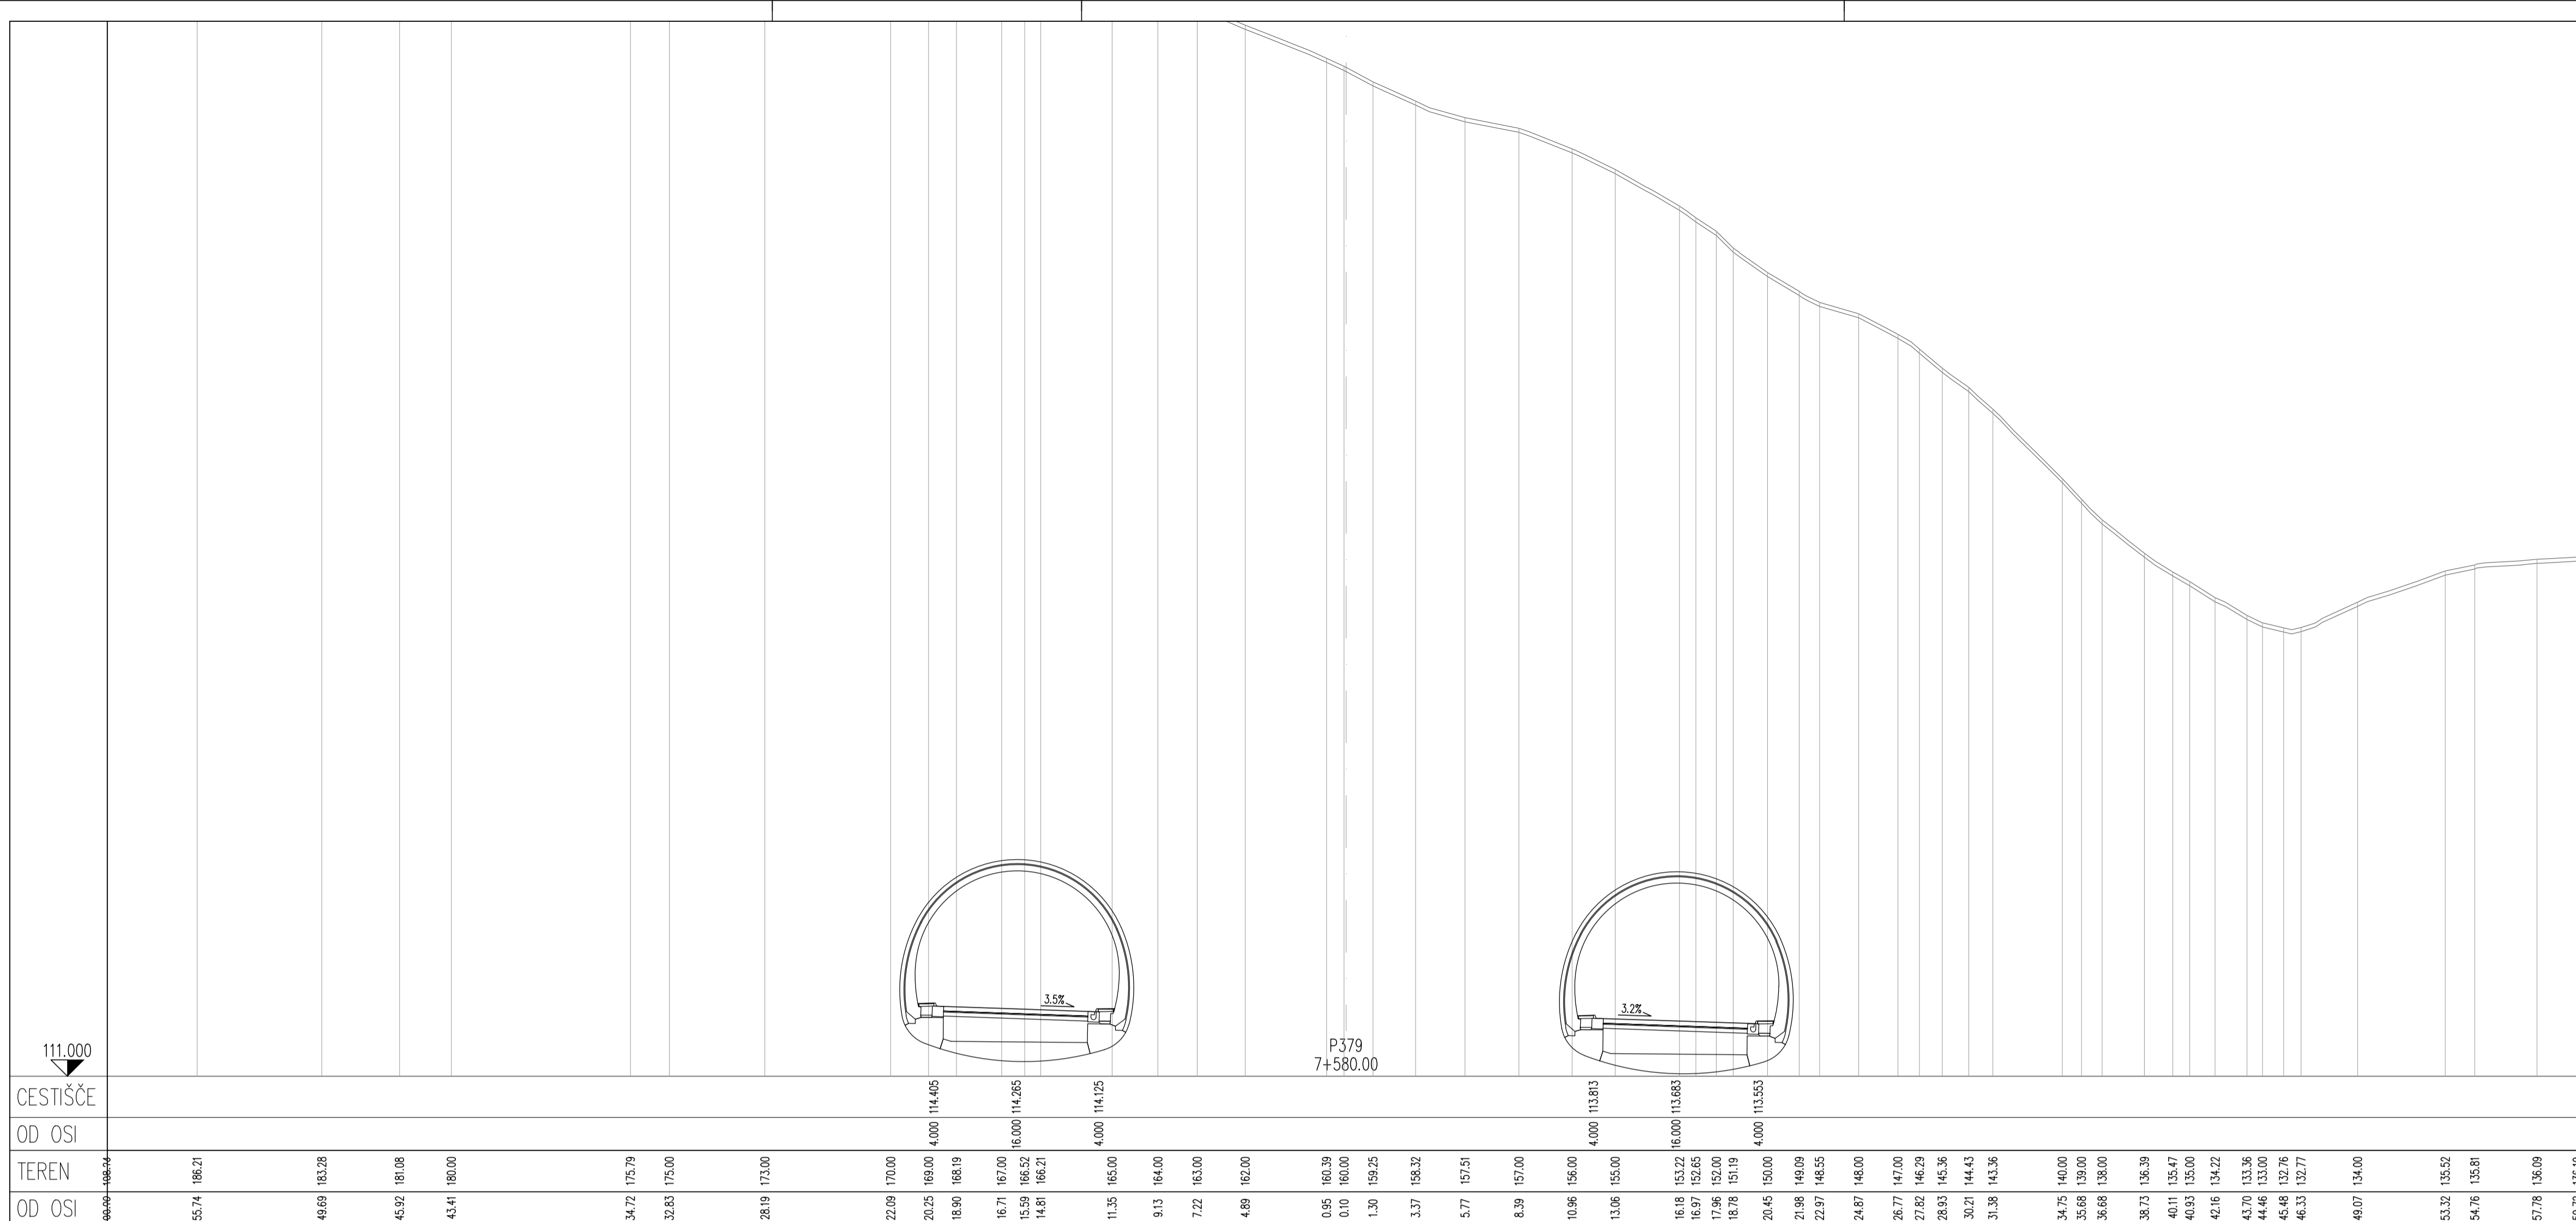 3.5%
3.2%
111.000
P379
7+580.00
CESTIŠČE 114.405 114.265 114.125 113.813 113.683 113.553
OD OSI 4.000 16.000 4.000 4.000 16.000 4.000
TEREN 186.21 183.28 181.08 180.00 175.79 175.00 173.00 170.00 169.00 168.19 167.00 166.52 166.21 165.00 164.00 163.00 162.00 160.39 160.00 159.25 158.32 157.51 157.00 156.00 155.00 153.22 152.65 152.00 151.19 150.00 149.09 148.55 148.00 147.00 146.29 145.36 144.43 143.36 140.00 139.00 138.00 136.39 135.47 135.00 134.22 133.36 133.00 132.76 132.77 134.00 135.52 135.81 136.09
OD OSI 55.74 49.69 45.92 43.41 34.72 32.83 28.19 22.09 20.25 18.90 16.71 15.59 14.81 11.35 9.13 7.22 4.89 0.95 0.10 1.30 3.37 5.77 8.39 10.96 13.06 16.18 16.97 17.96 18.78 20.45 21.98 22.97 24.87 26.77 27.82 28.93 30.21 31.38 34.75 35.68 36.68 38.73 40.11 40.93 42.16 43.70 44.46 45.48 46.33 49.07 53.32 54.76 57.78